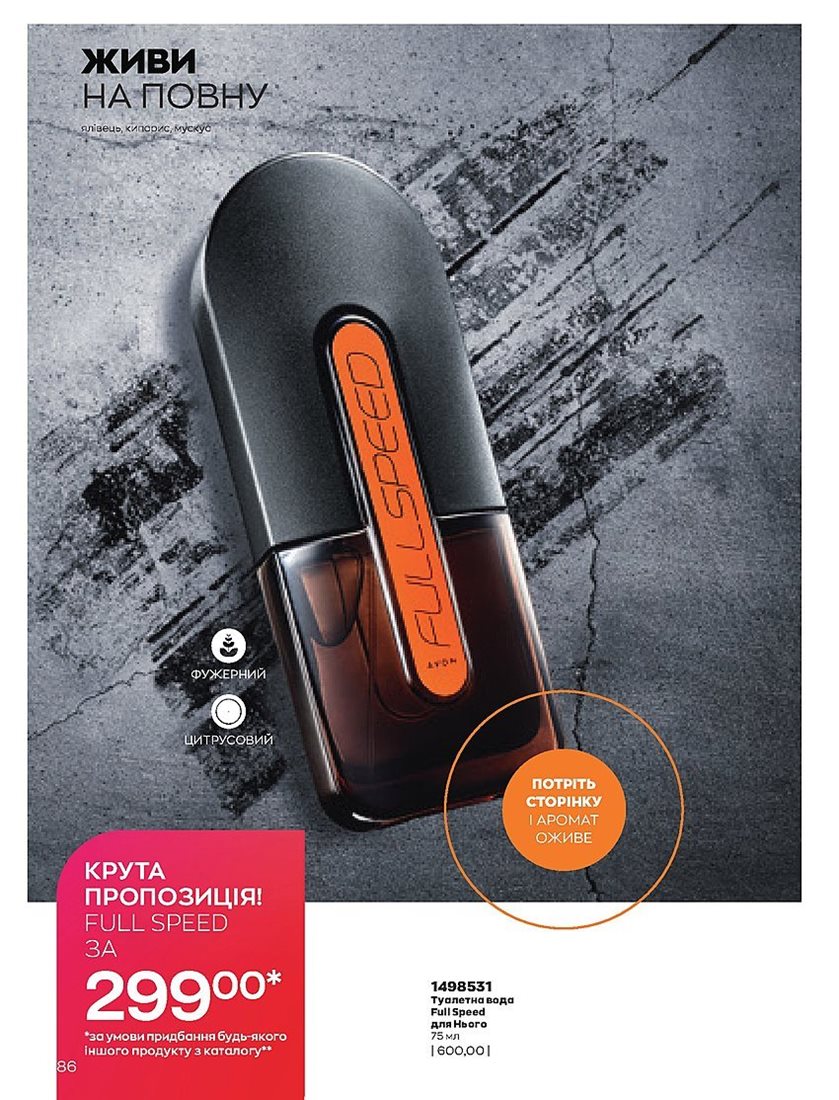 ЖИВИ
НА ПОВНУ
ялівець, кипарис, мускус
FULL SPEED
AVON
ФУЖЕРНИЙ
ЦИТРУСОВИЙ
ПОТРІТЬ
СТОРІНКУ
І АРОМАТ
ОЖИВЕ
КРУТА
ПРОПОЗИЦІЯ!
FULL SPEED
ЗА
299⁰⁰*
*за умови придбання будь-якого
іншого продукту з каталогу**
86
1498531
Туалетна вода
Full Speed
для Нього
75 мл
| 600,00 |